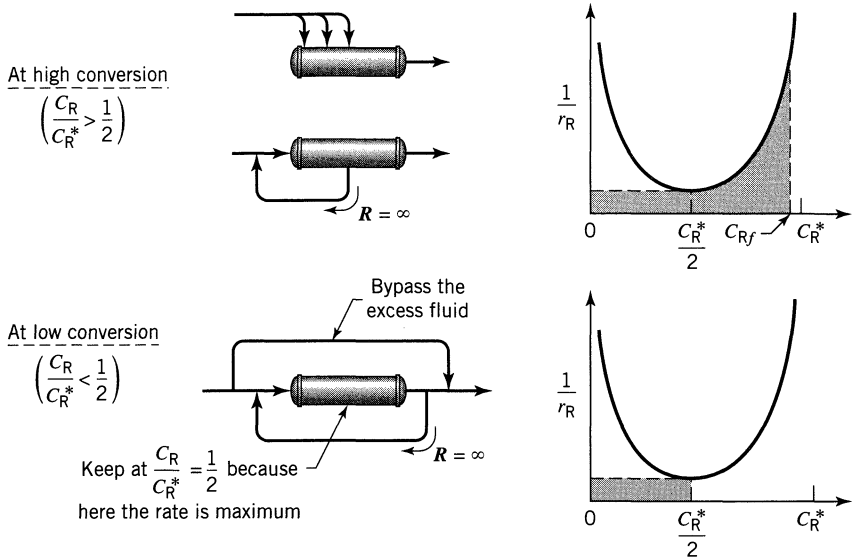 At high conversion
(C_R/C_R* > 1/2)
R = ∞
1/r_R
0
C_R*/2
C_Rf
C_R*
At low conversion
(C_R/C_R* < 1/2)
Bypass the
excess fluid
R = ∞
Keep at C_R/C_R* = 1/2 because
here the rate is maximum
1/r_R
0
C_R*/2
C_R*